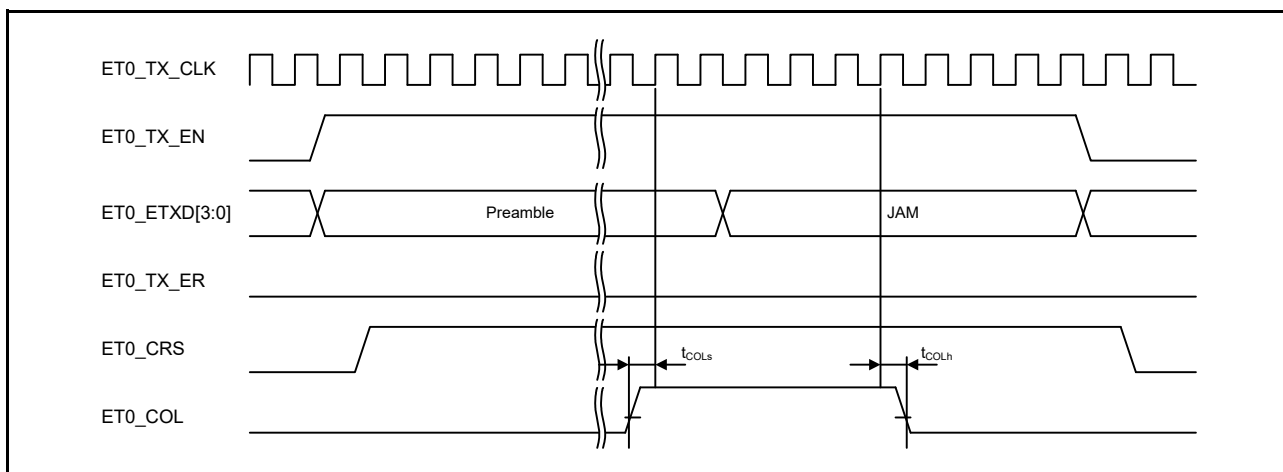 ET0_TX_CLK
ET0_TX_EN
ET0_ETXD[3:0]
Preamble
JAM
ET0_TX_ER
ET0_CRS
tCOLs
tCOLh
ET0_COL